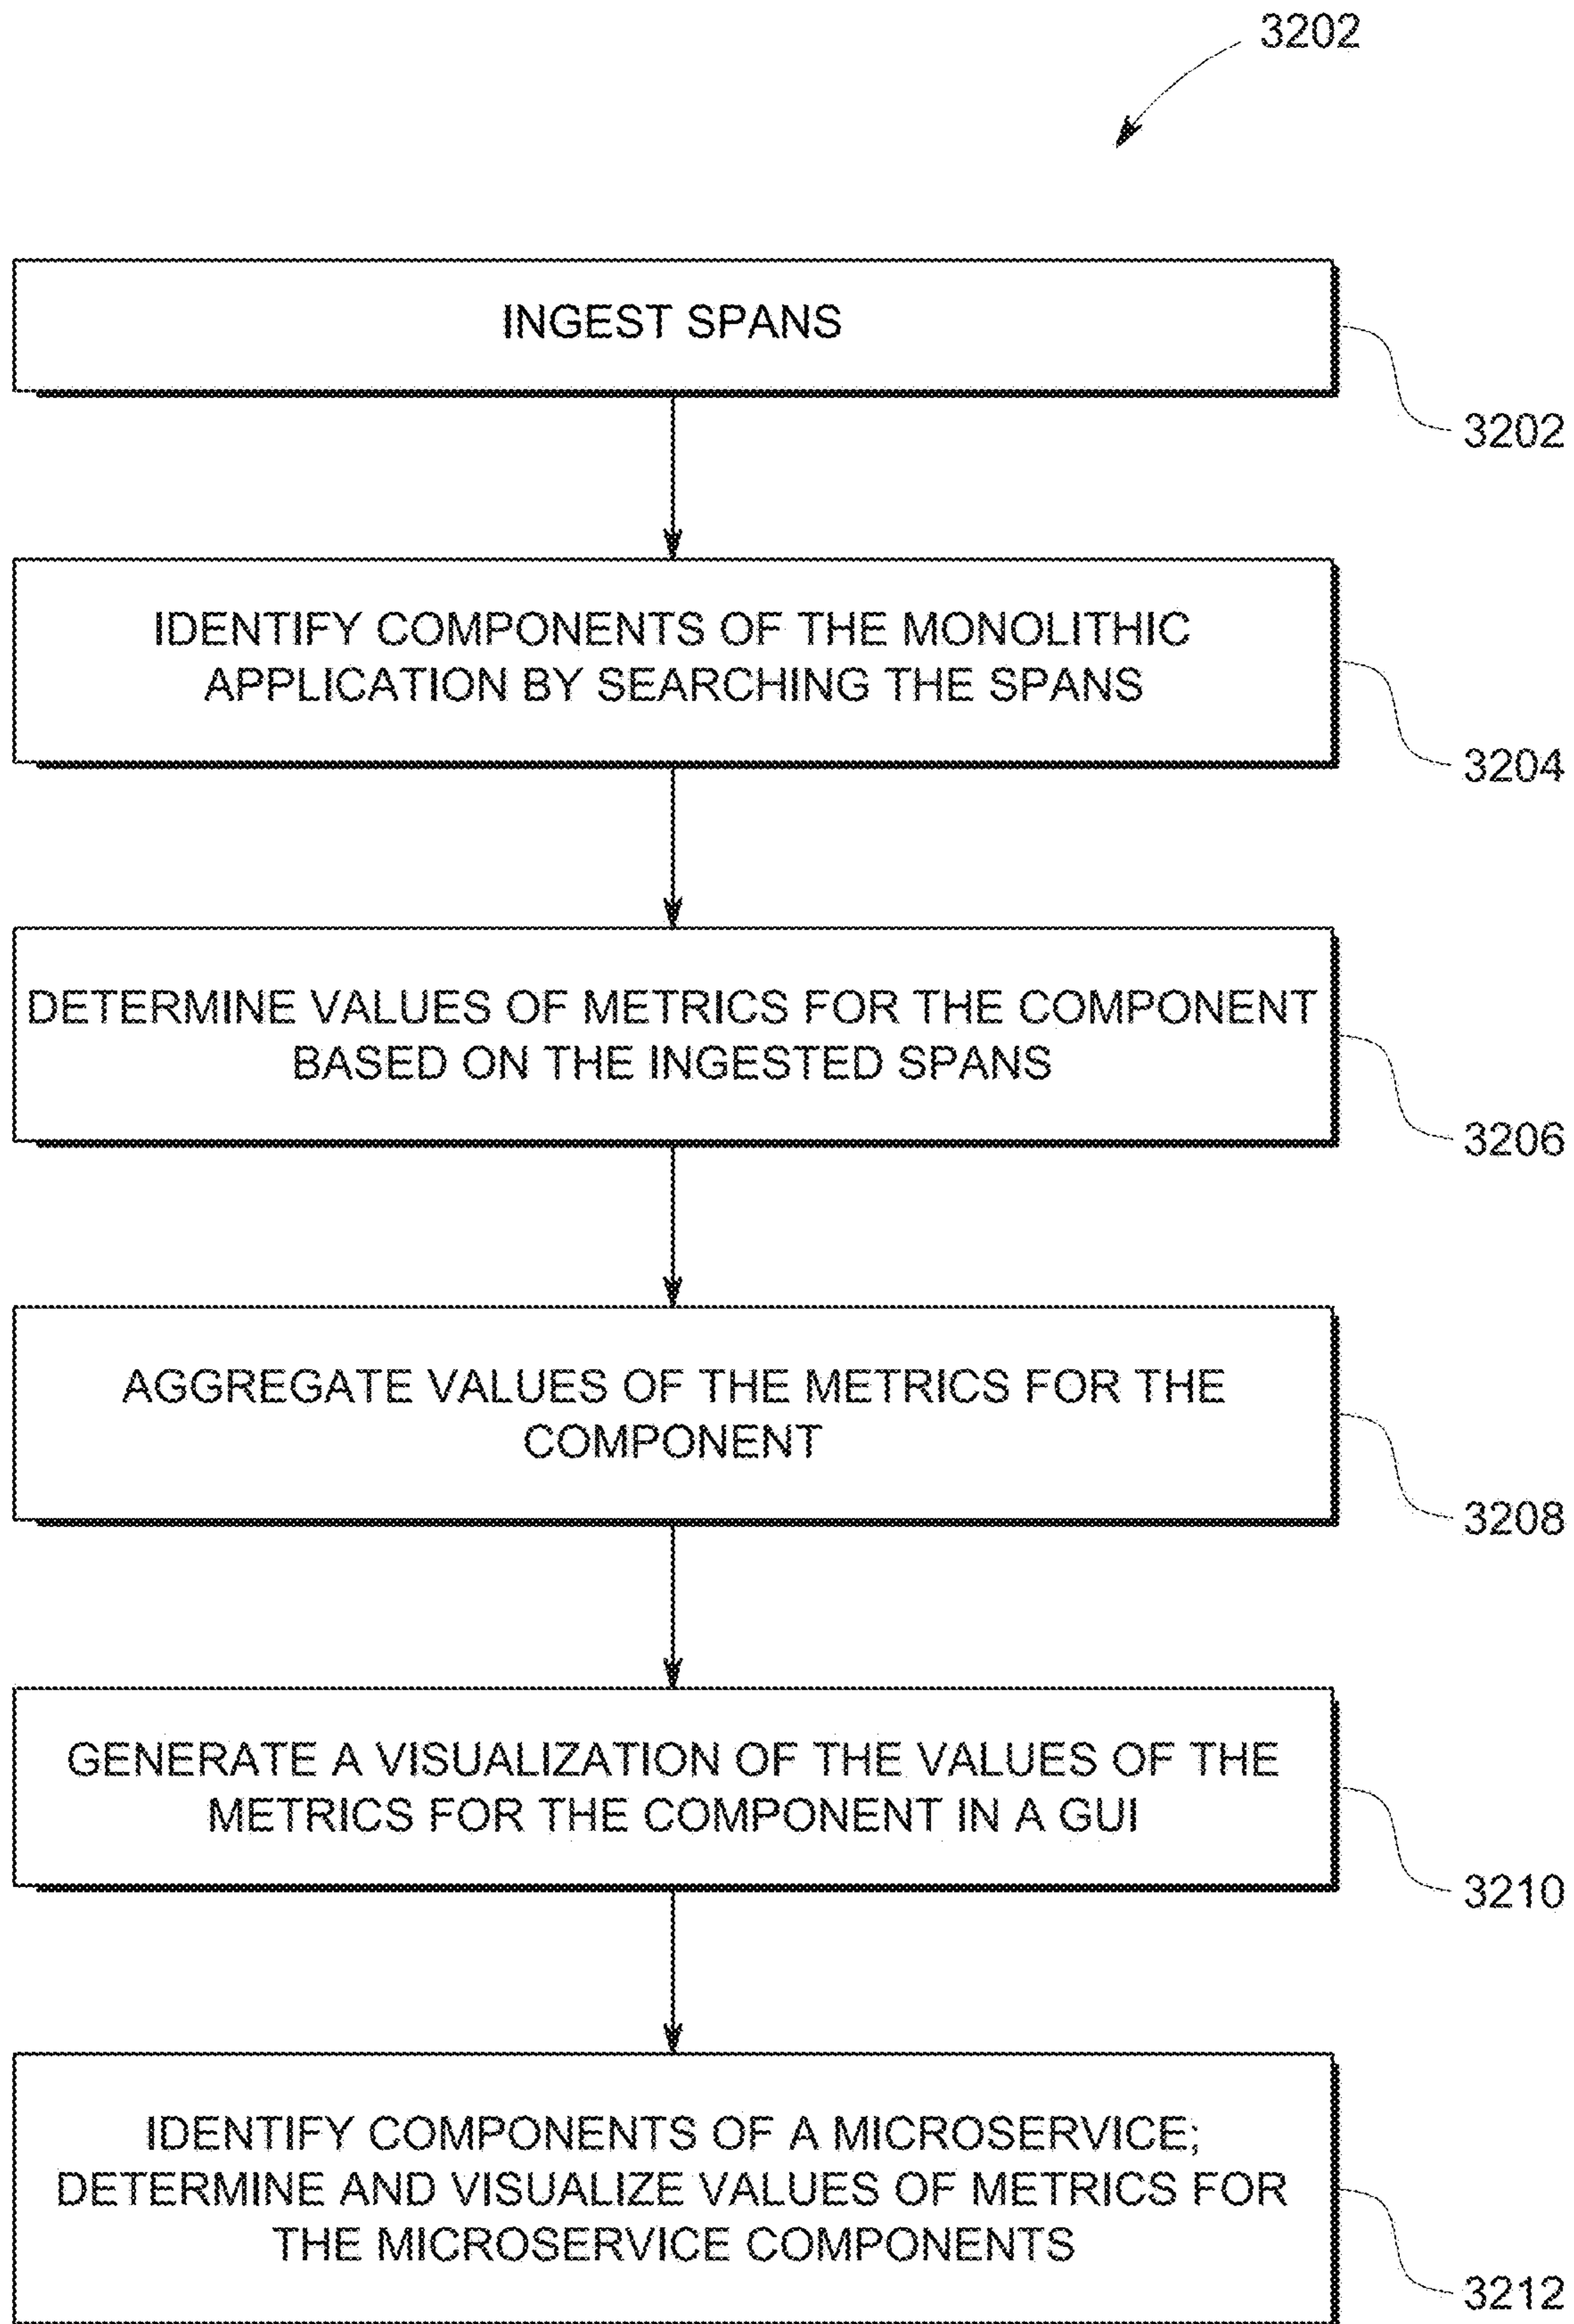 3202
INGEST SPANS
3202
IDENTIFY COMPONENTS OF THE MONOLITHIC
APPLICATION BY SEARCHING THE SPANS
3204
DETERMINE VALUES OF METRICS FOR THE COMPONENT
BASED ON THE INGESTED SPANS
3206
AGGREGATE VALUES OF THE METRICS FOR THE
COMPONENT
3208
GENERATE A VISUALIZATION OF THE VALUES OF THE
METRICS FOR THE COMPONENT IN A GUI
3210
IDENTIFY COMPONENTS OF A MICROSERVICE;
DETERMINE AND VISUALIZE VALUES OF METRICS FOR
THE MICROSERVICE COMPONENTS
3212